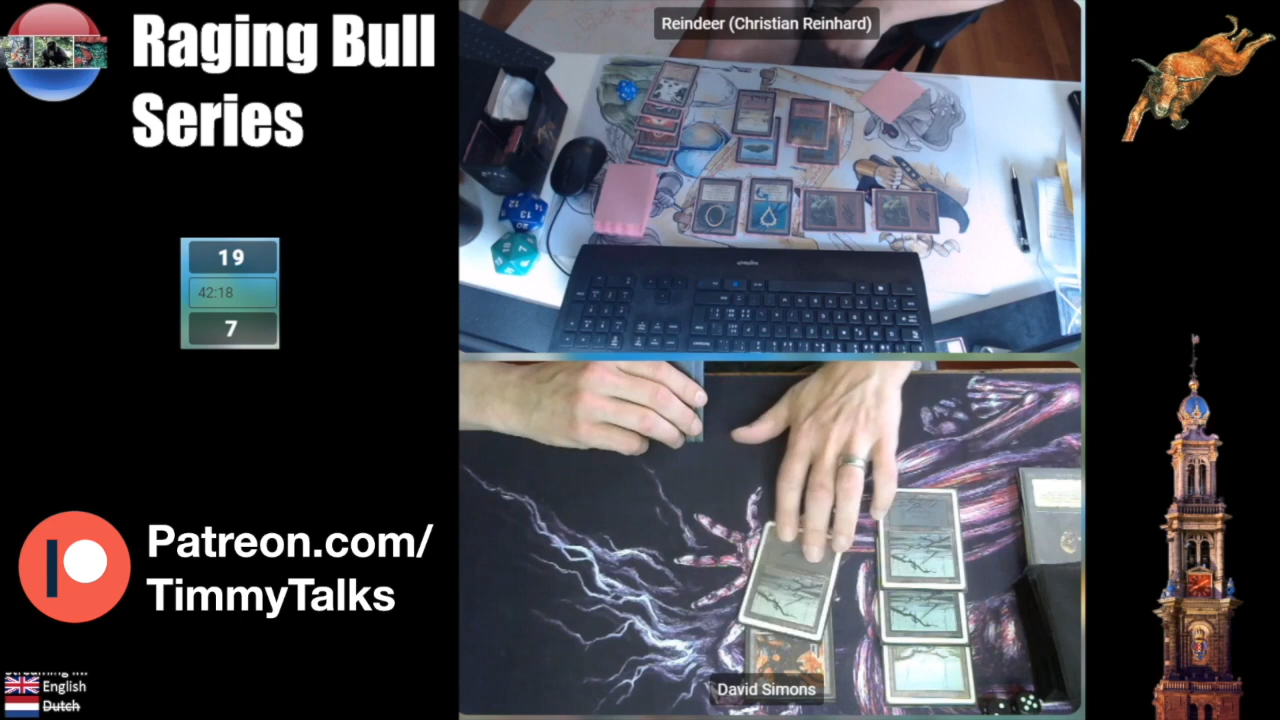 Raging Bull
Series
19
42:18
7
Patreon.com/
TimmyTalks
English
Dutch
Reindeer (Christian Reinhard)
David Simons